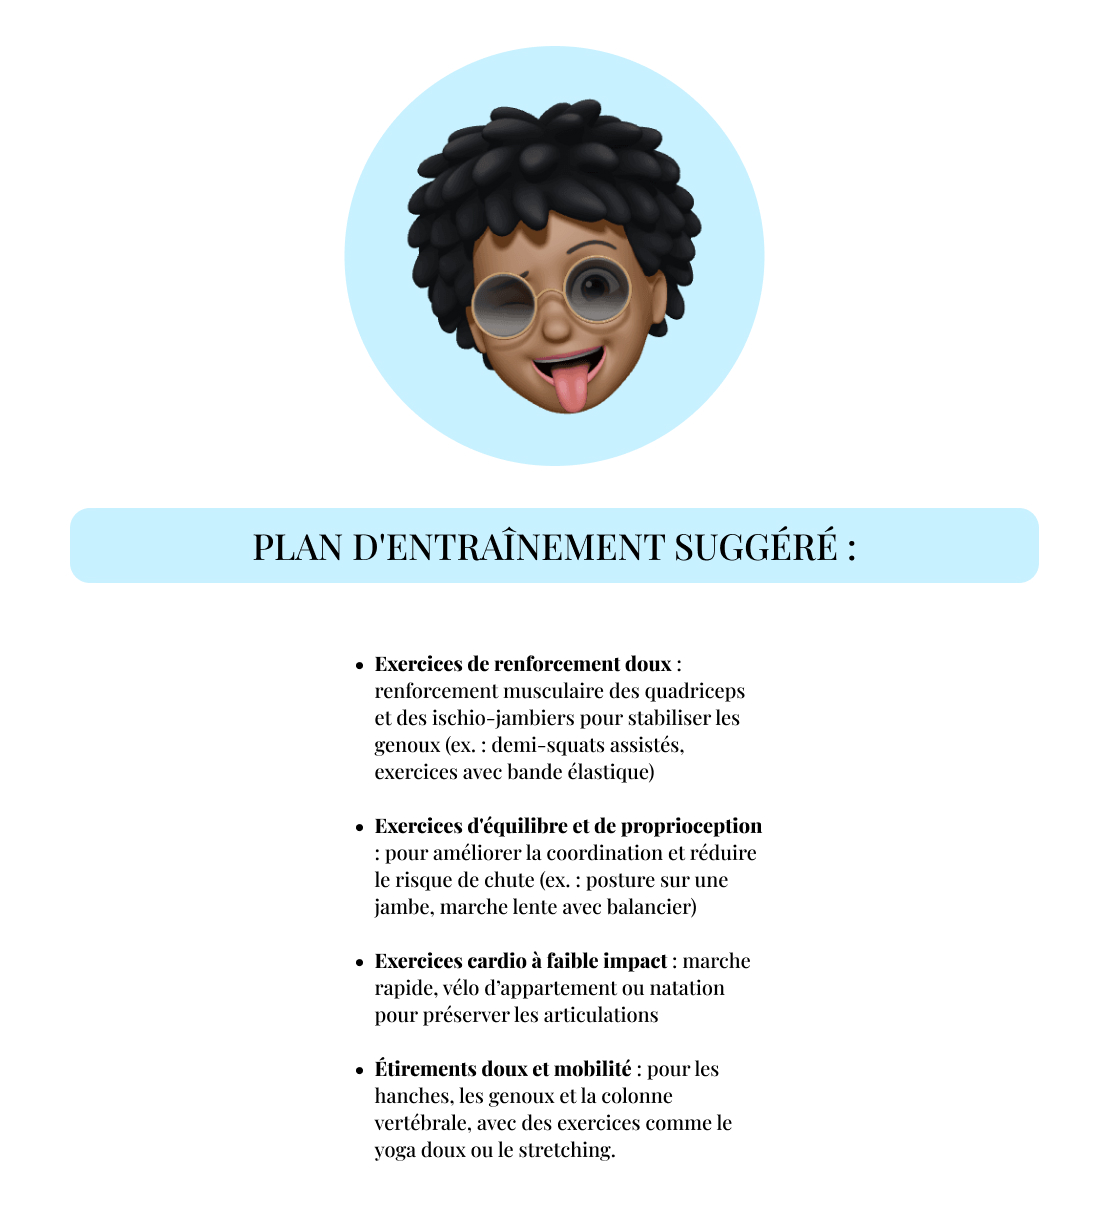 PLAN D'ENTRAÎNEMENT SUGGÉRÉ :
• Exercices de renforcement doux :
renforcement musculaire des quadriceps
et des ischio-jambiers pour stabiliser les
genoux (ex. : demi-squats assistés,
exercices avec bande élastique)
• Exercices d'équilibre et de proprioception
: pour améliorer la coordination et réduire
le risque de chute (ex. : posture sur une
jambe, marche lente avec balancier)
• Exercices cardio à faible impact : marche
rapide, vélo d’appartement ou natation
pour préserver les articulations
• Étirements doux et mobilité : pour les
hanches, les genoux et la colonne
vertébrale, avec des exercices comme le
yoga doux ou le stretching.